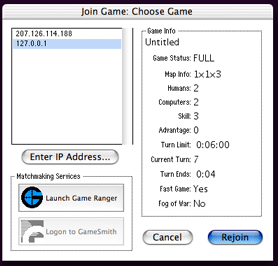 Join Game: Choose Game
207.126.114.188
127.0.0.1
Enter IP Address...
Matchmaking Services
Launch Game Ranger
Logon to GameSmith
Game Info
Untitled
Game Status: FULL
Map Info: 1x1x3
Humans: 2
Computers: 2
Skill: 3
Advantage: 0
Turn Limit: 0:06:00
Current Turn: 7
Turn Ends: 0:04
Fast Game: Yes
Fog of War: No
Cancel
Rejoin